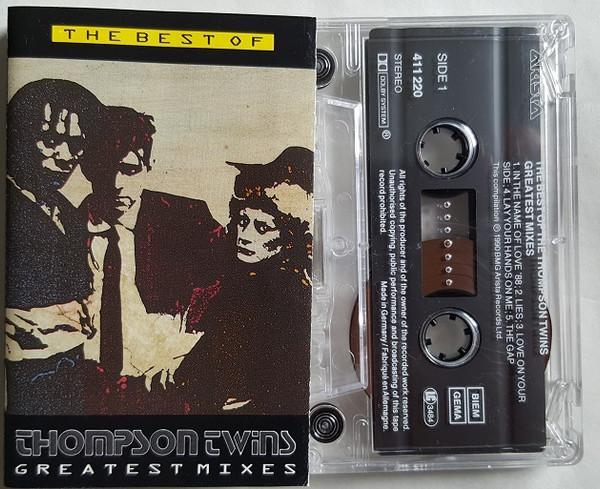 THE BEST OF
THOMPSON TWINS
GREATEST MIXES
ARISTA
THE BEST OF THE THOMPSON TWINS
GREATEST MIXES
1. IN THE NAME OF LOVE '88; 2. LIES; 3. LOVE ON YOUR
SIDE; 4. LAY YOUR HANDS ON ME; 5. THE GAP
This compilation ℗ 1990 BMG Arista Records Ltd.
SIDE 1
411 220
STEREO
DOLBY SYSTEM ®
BIEM
GEMA
LC 3484
All rights of the producer and of the owner of the recorded work reserved.
Unauthorised copying, public performance and broadcasting of this tape
record prohibited.
Made in Germany / Fabriqué en Allemagne.